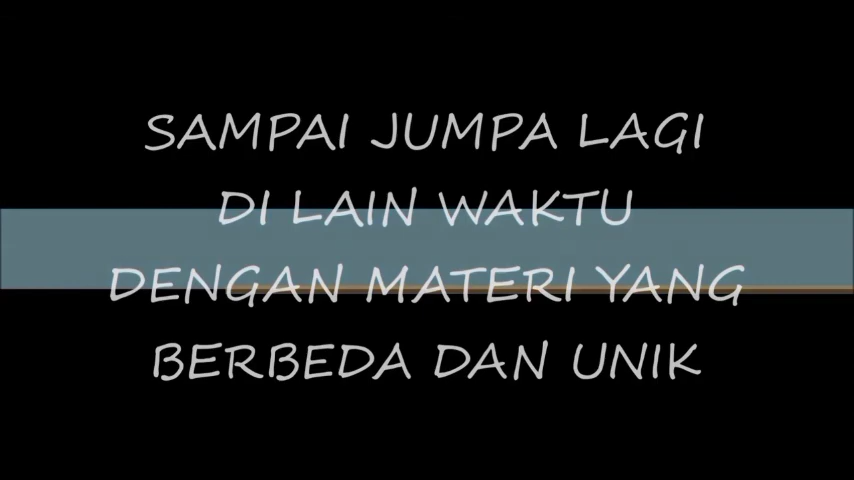 SAMPAI JUMPA LAGI
DI LAIN WAKTU
DENGAN MATERI YANG
BERBEDA DAN UNIK